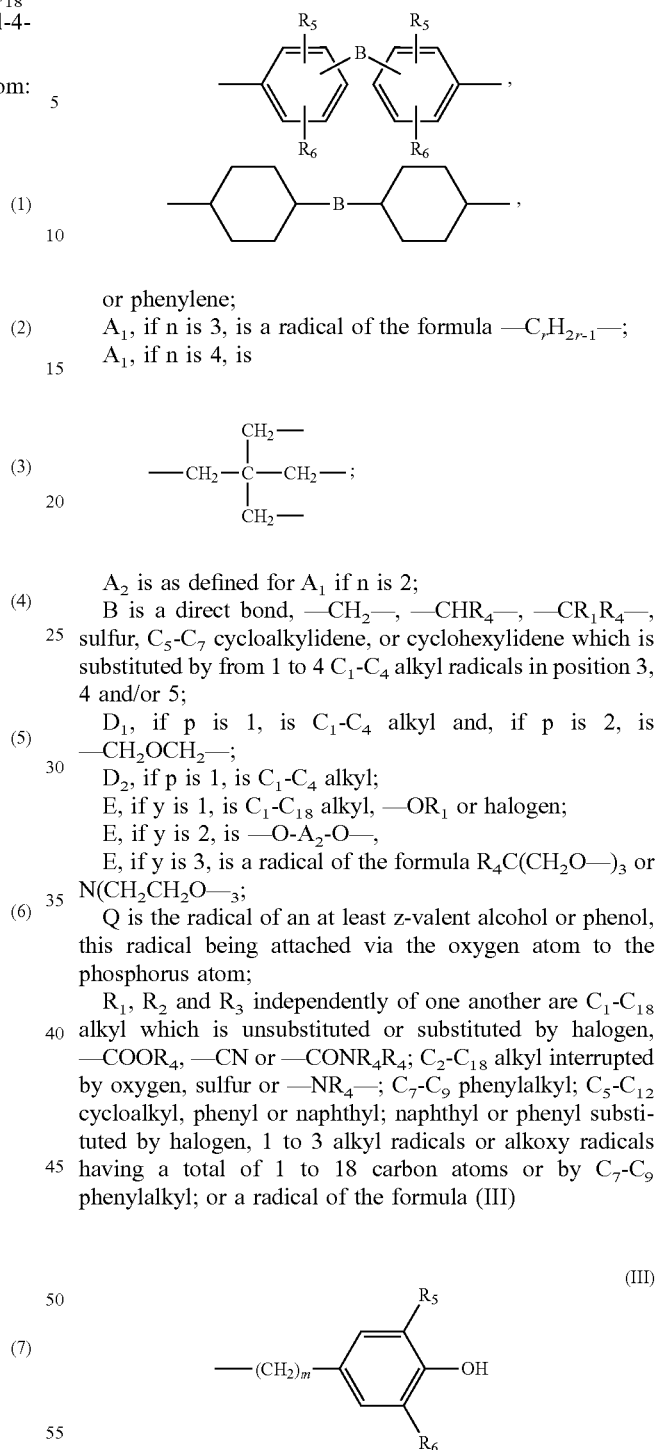 18
l-4-
om:
R5 R5
B
,
5
R6 R6
(1)
B ,
10
or phenylene;
(2) A1, if n is 3, is a radical of the formula —CrH2r-1—;
A1, if n is 4, is
15
CH2—
(3) —CH2—C—CH2—;
20
CH2—
A2 is as defined for A1 if n is 2;
(4) B is a direct bond, —CH2—, —CHR4—, —CR1R4—,
25 sulfur, C5-C7 cycloalkylidene, or cyclohexylidene which is
substituted by from 1 to 4 C1-C4 alkyl radicals in position 3,
4 and/or 5;
(5) D1, if p is 1, is C1-C4 alkyl and, if p is 2, is
—CH2OCH2—;
30 D2, if p is 1, is C1-C4 alkyl;
E, if y is 1, is C1-C18 alkyl, —OR1 or halogen;
E, if y is 2, is —O-A2-O—,
E, if y is 3, is a radical of the formula R4C(CH2O—)3 or
35 N(CH2CH2O—3;
(6) Q is the radical of an at least z-valent alcohol or phenol,
this radical being attached via the oxygen atom to the
phosphorus atom;
R1, R2 and R3 independently of one another are C1-C18
40 alkyl which is unsubstituted or substituted by halogen,
—COOR4, —CN or —CONR4R4; C2-C18 alkyl interrupted
by oxygen, sulfur or —NR4—; C7-C9 phenylalkyl; C5-C12
cycloalkyl, phenyl or naphthyl; naphthyl or phenyl substi-
tuted by halogen, 1 to 3 alkyl radicals or alkoxy radicals
45 having a total of 1 to 18 carbon atoms or by C7-C9
phenylalkyl; or a radical of the formula (III)
(III)
50 R5
(7) —(CH2)m OH
55 R6